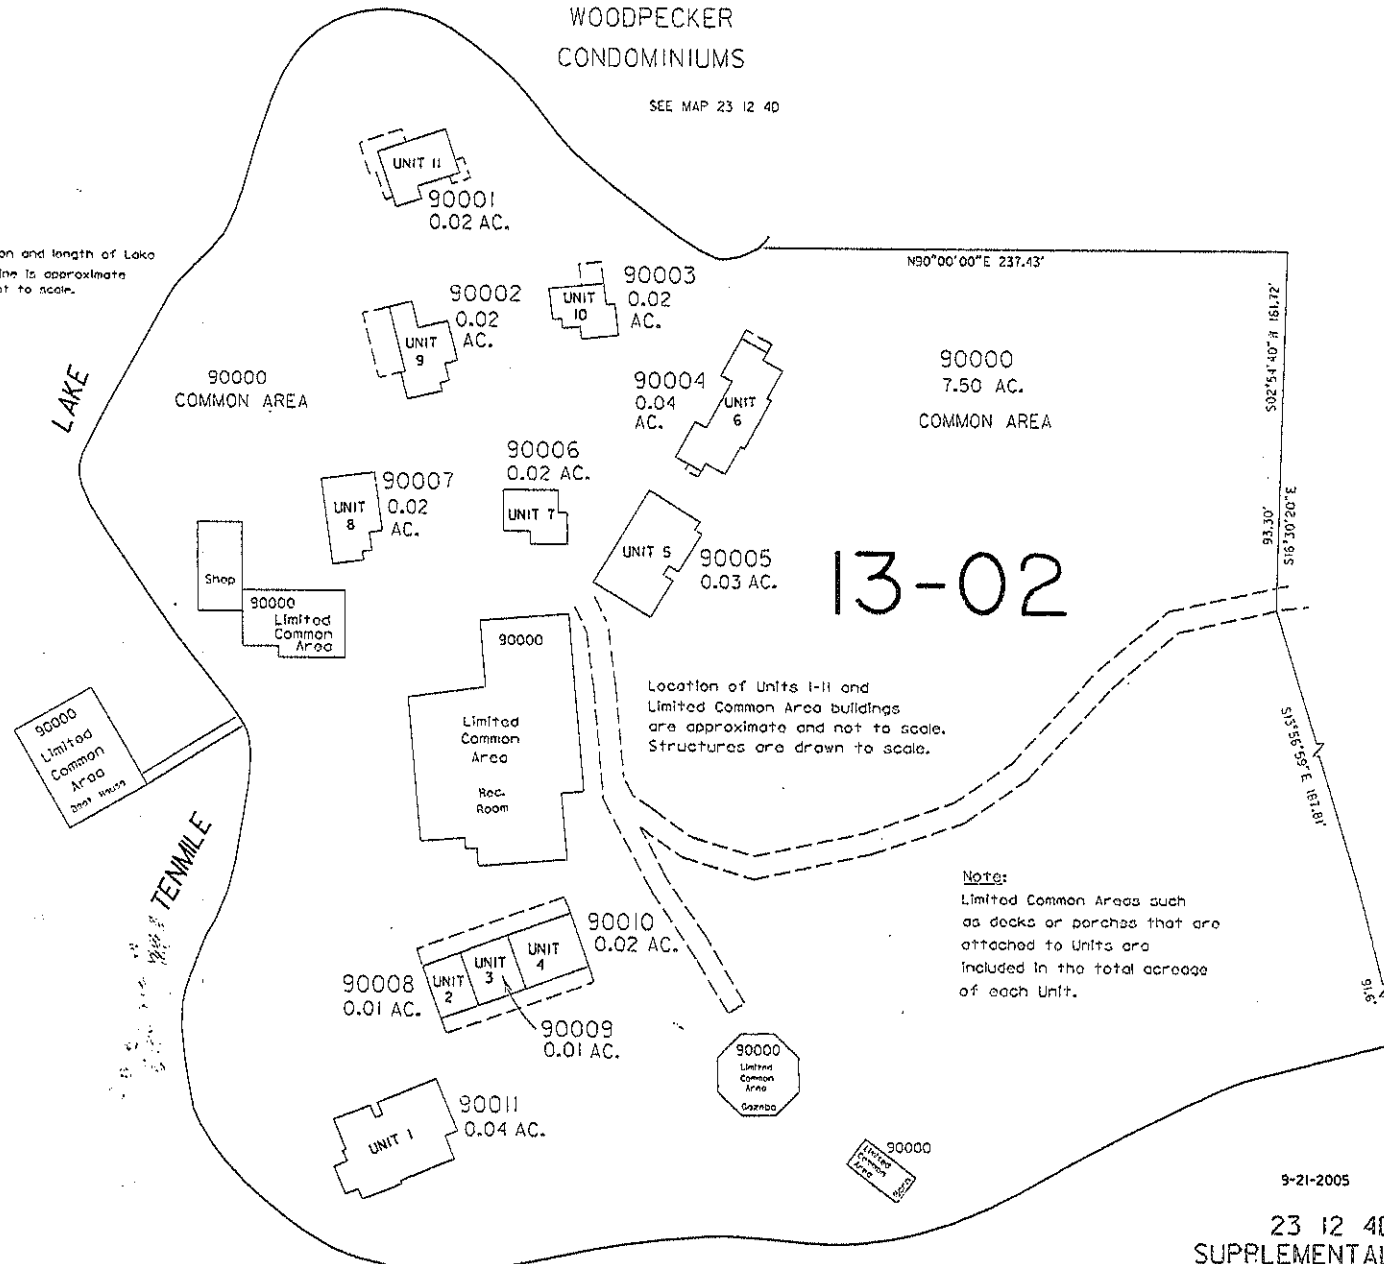 WOODPECKER
CONDOMINIUMS
SEE MAP 23 12 4D
UNIT 11
90001
0.02 AC.
on and length of Lake
ine is approximate
ot to scale.
N90°00'00"E 237.43'
90002
0.02
AC.
UNIT
9
90003
0.02
AC.
UNIT
10
S02°54'40"W 161.72'
LAKE
90000
COMMON AREA
90004
0.04
AC.
UNIT
6
90000
7.50 AC.
COMMON AREA
90006
0.02 AC.
UNIT 7
90007
0.02
AC.
UNIT
8
93.30'
S16°30'20"E
UNIT 5
90005
0.03 AC.
13-02
Shop
90000
Limited
Common
Area
90000
Limited
Common
Area
Rec.
Room
Location of Units 1-11 and
Limited Common Area buildings
are approximate and not to scale.
Structures are drawn to scale.
90000
Limited
Common
Area
Boat House
S13°56'59"E 187.81'
TENMILE
Note:
Limited Common Areas such
as decks or porches that are
attached to Units are
included in the total acreage
of each Unit.
90010
0.02 AC.
UNIT
4
UNIT
3
UNIT
2
90008
0.01 AC.
90009
0.01 AC.
91.6'
90000
Limited
Common
Area
Gazebo
90011
0.04 AC.
UNIT 1
90000
Limited
Common
Area
Barn
9-21-2005
23 12 4D
SUPPLEMENTAL